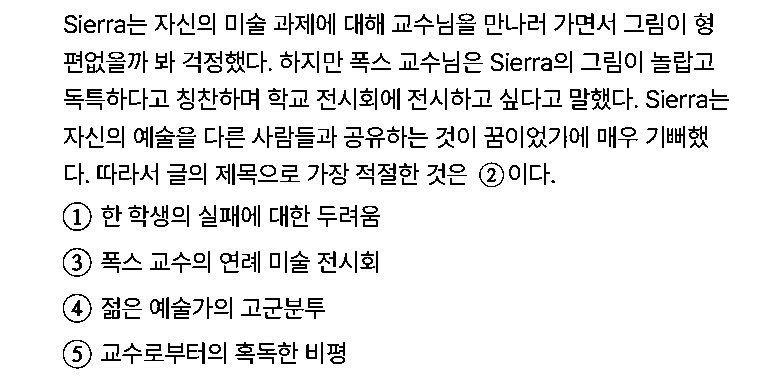 Sierra는 자신의 미술 과제에 대해 교수님을 만나러 가면서 그림이 형
편없을까 봐 걱정했다. 하지만 폭스 교수님은 Sierra의 그림이 놀랍고
독특하다고 칭찬하며 학교 전시회에 전시하고 싶다고 말했다. Sierra는
자신의 예술을 다른 사람들과 공유하는 것이 꿈이었가에 매우 기뻐했
다. 따라서 글의 제목으로 가장 적절한 것은 ②이다.
① 한 학생의 실패에 대한 두려움
③ 폭스 교수의 연례 미술 전시회
④ 젊은 예술가의 고군분투
⑤ 교수로부터의 혹독한 비평